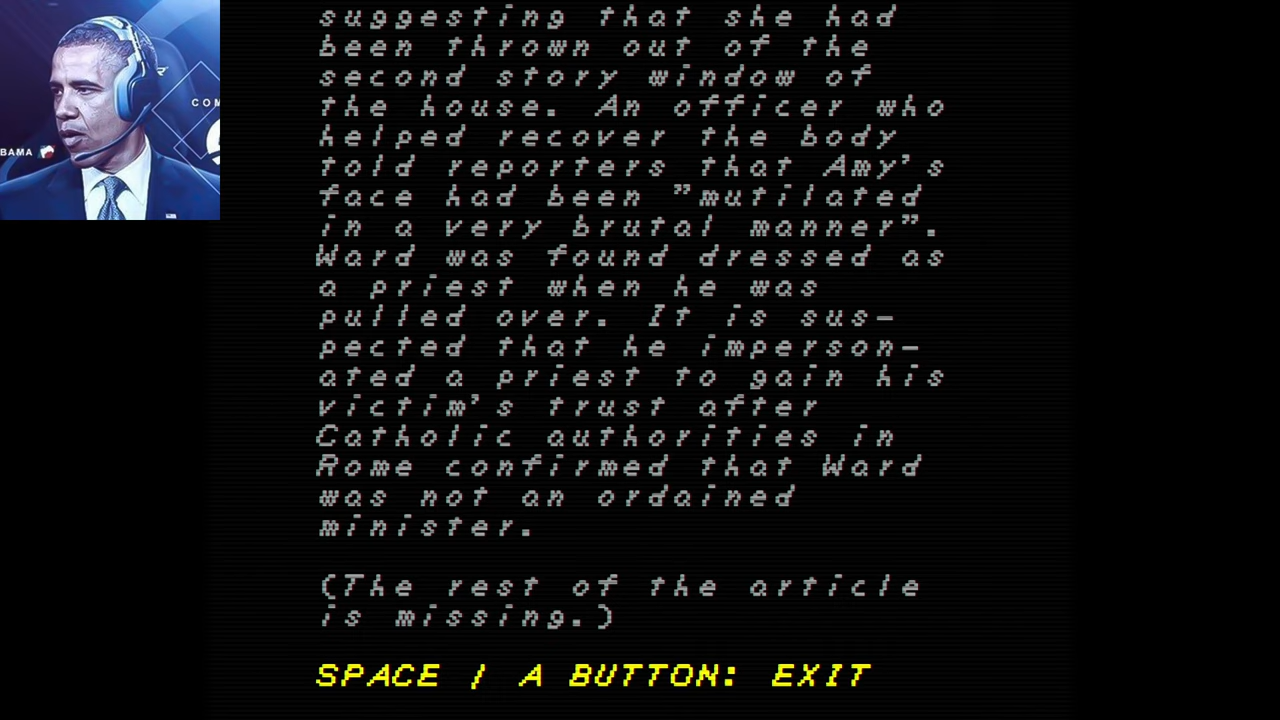 suggesting that she had
been thrown out of the
second story window of
the house. An officer who
helped recover the body
told reporters that Amy's
face had been "mutilated
in a very brutal manner".
Ward was found dressed as
a priest when he was
pulled over. It is sus-
pected that he imperson-
ated a priest to gain his
victim's trust after
Catholic authorities in
Rome confirmed that Ward
was not an ordained
minister.
(The rest of the article
is missing.)
SPACE / A BUTTON: EXIT
COM
BAMA